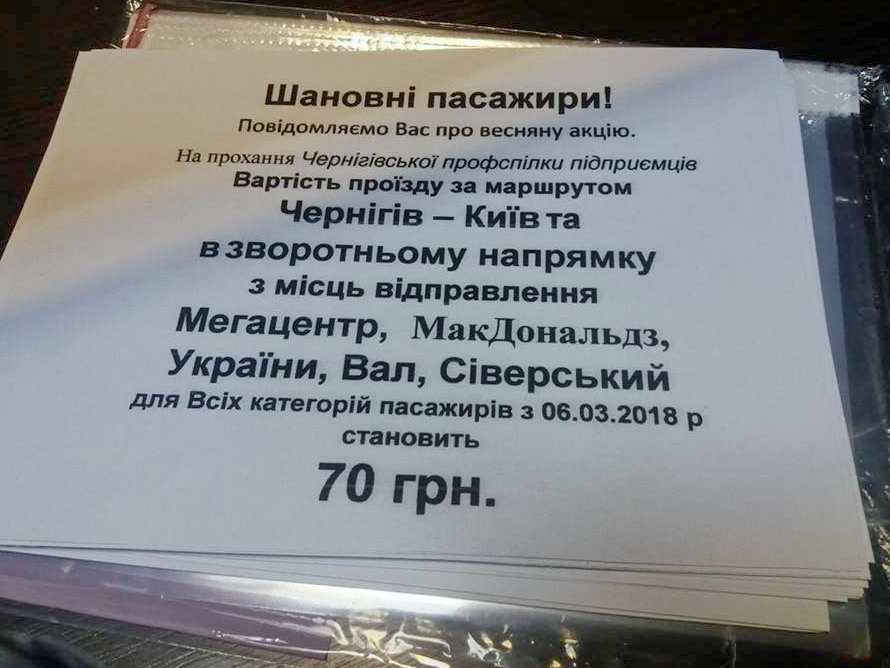 Шановні пасажири!
Повідомляємо Вас про весняну акцію.
На прохання Чернігівської профспілки підприємців
Вартість проїзду за маршрутом
Чернігів – Київ та
в зворотньому напрямку
з місць відправлення
Мегацентр, МакДональдз,
України, Вал, Сіверський
для Всіх категорій пасажирів з 06.03.2018 р
становить
70 грн.